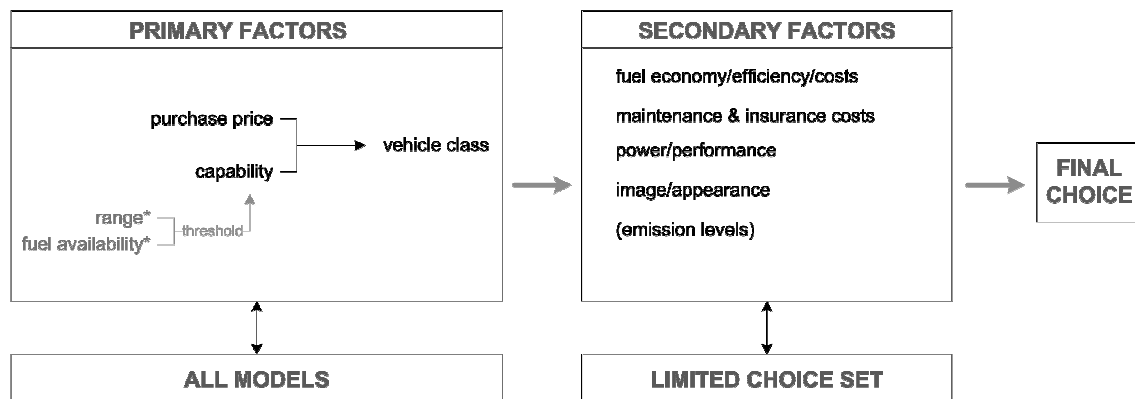 PRIMARY FACTORS
purchase price
capability
vehicle class
range*
fuel availability*
threshold
ALL MODELS
SECONDARY FACTORS
fuel economy/efficiency/costs
maintenance & insurance costs
power/performance
image/appearance
(emission levels)
LIMITED CHOICE SET
FINAL
CHOICE